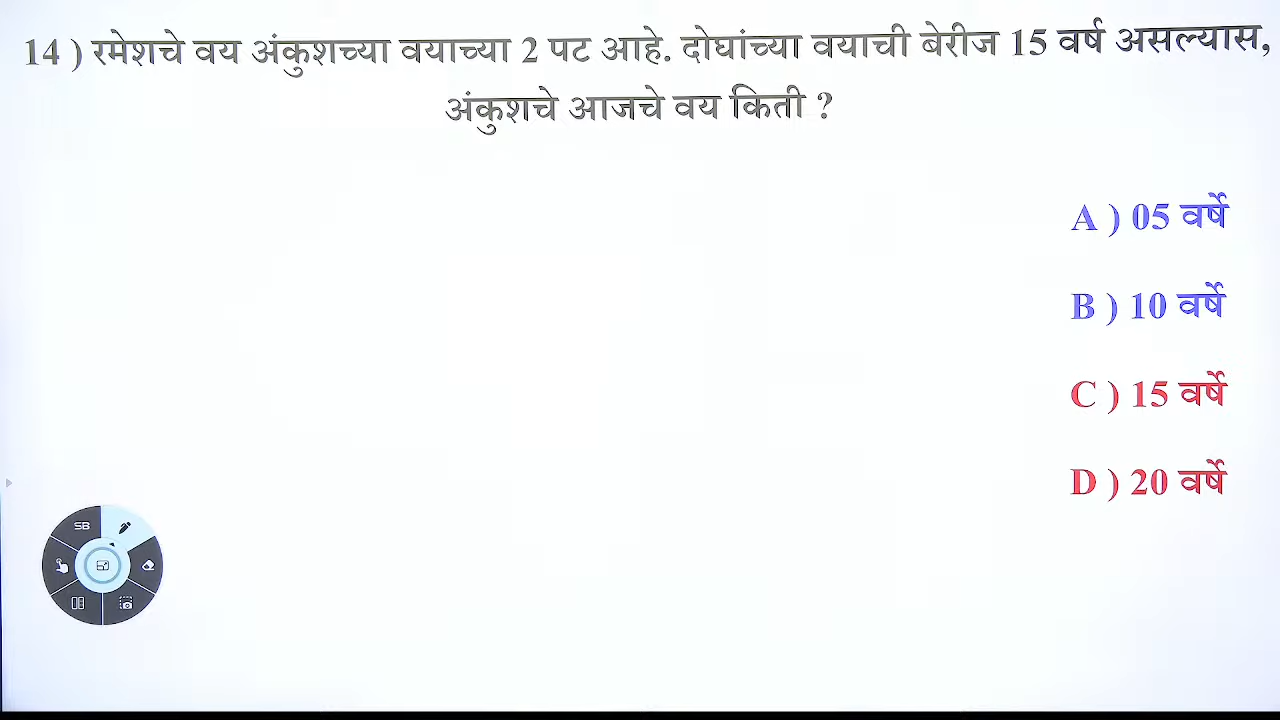 14 ) रमेशचे वय अंकुशच्या वयाच्या 2 पट आहे. दोघांच्या वयाची बेरीज 15 वर्ष असल्यास,
अंकुशचे आजचे वय किती ?
A ) 05 वर्षे
B ) 10 वर्षे
C ) 15 वर्षे
D ) 20 वर्षे
SB